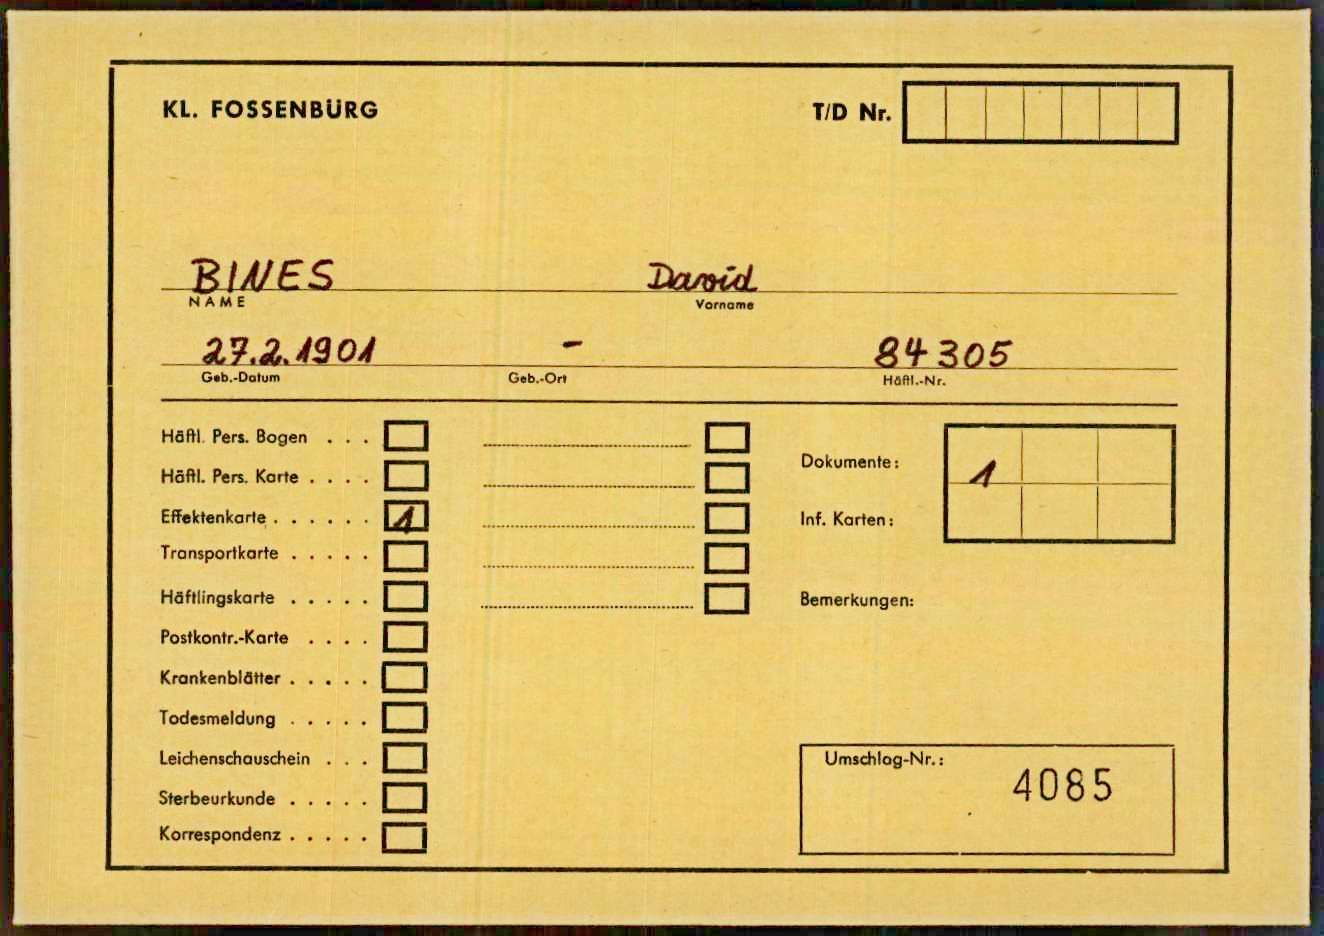 KL. FOSSENBÜRG
T/D Nr.
BINES David
NAME Vorname
27.2.1901 - 84305
Geb.-Datum Geb.-Ort Häftl.-Nr.
Häftl. Pers. Bogen . . .
Häftl. Pers. Karte . . . .
Effektenkarte . . . . . . 1
Transportkarte . . . . .
Häftlingskarte . . . . .
Postkontr.-Karte . . . .
Krankenblätter . . . . .
Todesmeldung . . . . .
Leichenschauschein . . .
Sterbeurkunde . . . . .
Korrespondenz . . . . .
Dokumente: 1
Inf. Karten:
Bemerkungen:
Umschlag-Nr.:
4085